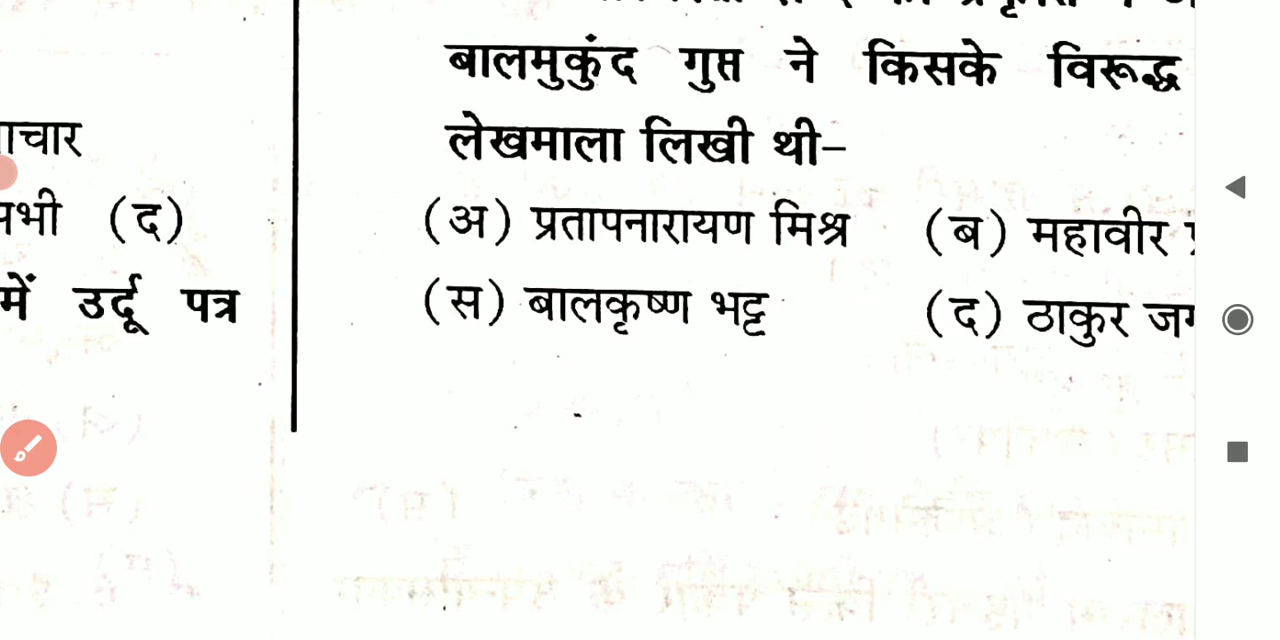 ाचार
भी (द)
में उर्दू पत्र
बालमुकुंद गुप्त ने किसके विरूद्ध
लेखमाला लिखी थी–
(अ) प्रतापनारायण मिश्र (ब) महावीर
(स) बालकृष्ण भट्ट (द) ठाकुर